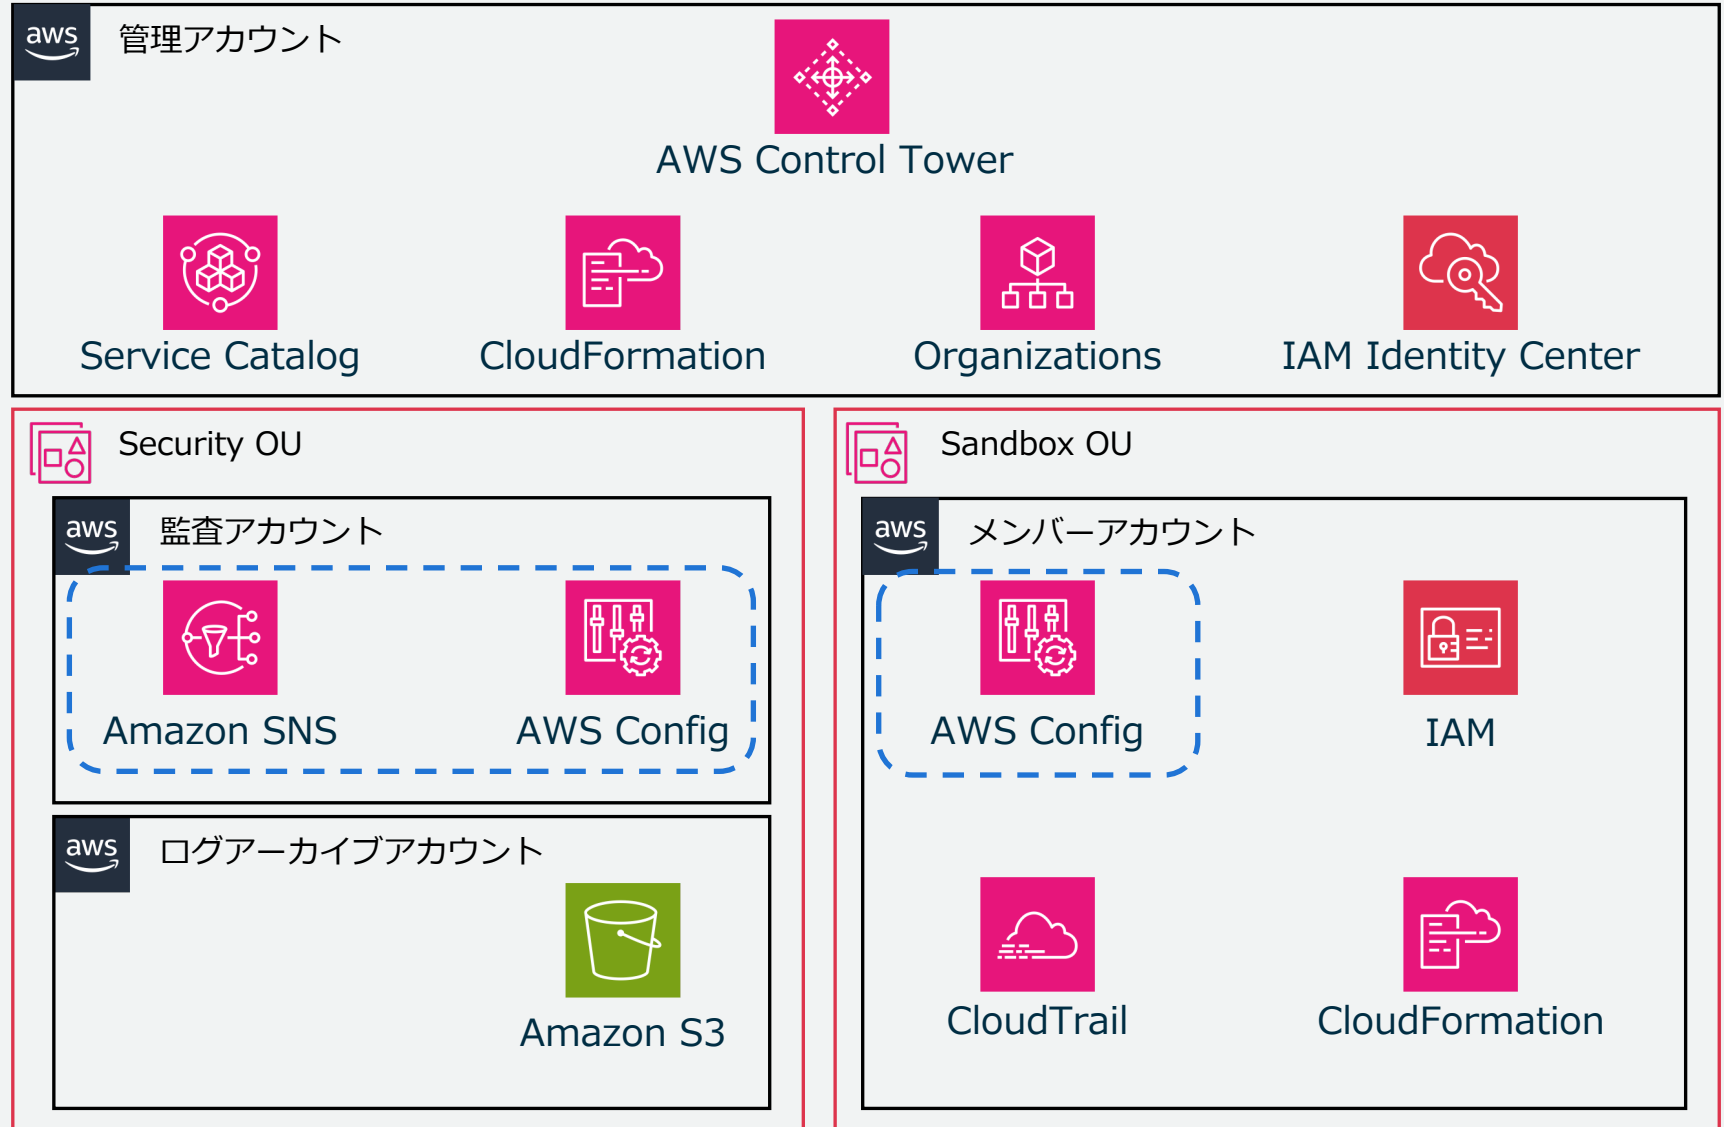 aws
管理アカウント
AWS Control Tower
Service Catalog
CloudFormation
Organizations
IAM Identity Center
Security OU
aws
監査アカウント
Amazon SNS
AWS Config
aws
ログアーカイブアカウント
Amazon S3
Sandbox OU
aws
メンバーアカウント
AWS Config
IAM
CloudTrail
CloudFormation